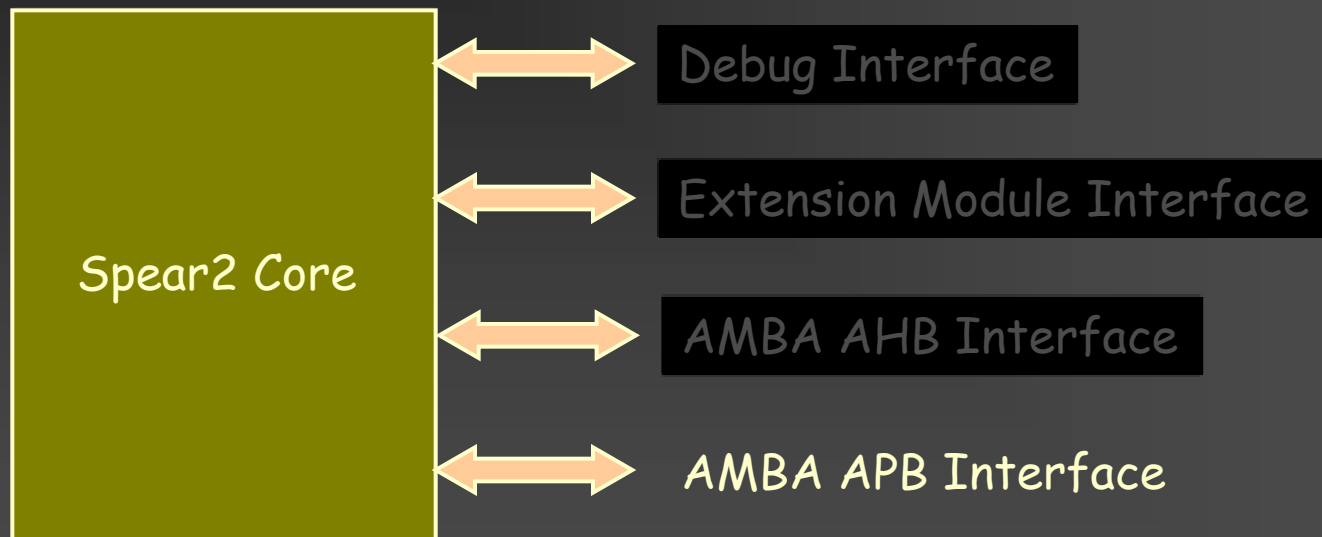 Debug Interface
Extension Module Interface
Spear2 Core
AMBA AHB Interface
AMBA APB Interface